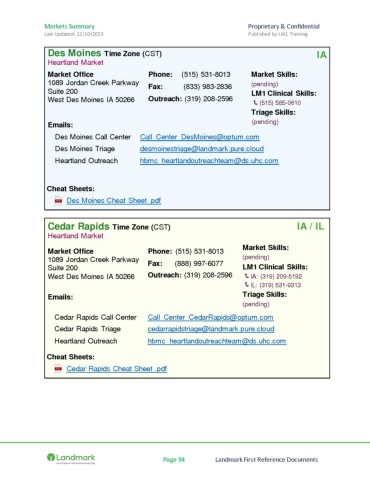 Markets Summary Proprietary & Confidential
Last Updated: 12/10/2023 Published by LM1 Training
Des Moines Time Zone (CST) IA
Heartland Market
Market Office Phone: (515) 531-8013 Market Skills:
1089 Jordan Creek Parkway Fax: (833) 983-2836 (pending)
Suite 200 LM1 Clinical Skills:
West Des Moines IA 50266 Outreach: (319) 208-2596 (515) 585-0610
Triage Skills:
(pending)
Emails:
Des Moines Call Center Call_Center_DesMoines@optum.com
Des Moines Triage desmoinestriage@landmark.pure.cloud
Heartland Outreach hbmc_heartlandoutreachteam@ds.uhc.com
Cheat Sheets:
Des Moines Cheat Sheet .pdf
Cedar Rapids Time Zone (CST) IA / IL
Heartland Market
Market Office Phone: (515) 531-8013 Market Skills:
1089 Jordan Creek Parkway Fax: (888) 997-6077 (pending)
Suite 200 LM1 Clinical Skills:
West Des Moines IA 50266 Outreach: (319) 208-2596 IA: (319) 209-5192
IL: (319) 531-9313
Emails: Triage Skills:
(pending)
Cedar Rapids Call Center Call_Center_CedarRapids@optum.com
Cedar Rapids Triage cedarrapidstriage@landmark.pure.cloud
Heartland Outreach hbmc_heartlandoutreachteam@ds.uhc.com
Cheat Sheets:
Cedar Rapids Cheat Sheet .pdf
Landmark Page 94 Landmark First Reference Documents